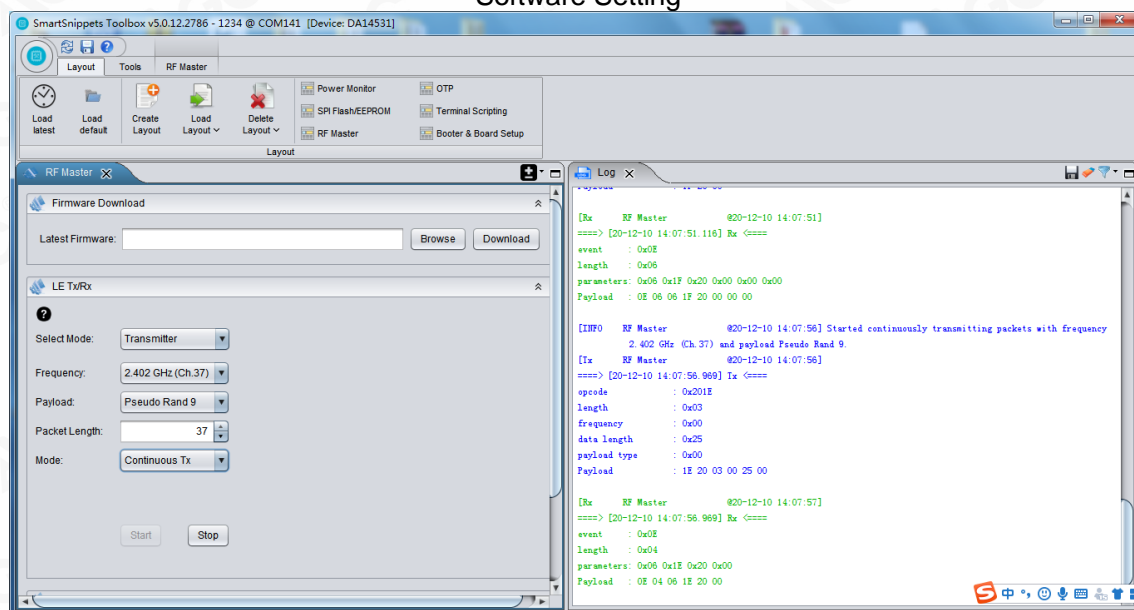 Software Setting
SmartSnippets Toolbox v5.0.12.2786 - 1234 @ COM141 [Device: DA14531]
Layout Tools RF Master
Load latest
Load default
Create Layout
Load Layout
Delete Layout
Power Monitor
SPI Flash/EEPROM
RF Master
OTP
Terminal Scripting
Booter & Board Setup
Layout
RF Master
Firmware Download
Latest Firmware:
Browse Download
LE Tx/Rx
Select Mode: Transmitter
Frequency: 2.402 GHz (Ch.37)
Payload: Pseudo Rand 9
Packet Length: 37
Mode: Continuous Tx
Start Stop
Log
[Rx RF Master @20-12-10 14:07:51]
====> [20-12-10 14:07:51.116] Rx <====
event : 0x0E
length : 0x06
parameters: 0x06 0x1F 0x20 0x00 0x00 0x00
Payload : 0E 06 06 1F 20 00 00 00
[INFO RF Master @20-12-10 14:07:56] Started continuously transmitting packets with frequency
2.402 GHz (Ch.37) and payload Pseudo Rand 9.
[Tx RF Master @20-12-10 14:07:56]
====> [20-12-10 14:07:56.969] Tx <====
opcode : 0x201E
length : 0x03
frequency : 0x00
data length : 0x25
payload type : 0x00
Payload : 1E 20 03 00 25 00
[Rx RF Master @20-12-10 14:07:57]
====> [20-12-10 14:07:56.969] Rx <====
event : 0x0E
length : 0x04
parameters: 0x06 0x1E 0x20 0x00
Payload : 0E 04 06 1E 20 00
中